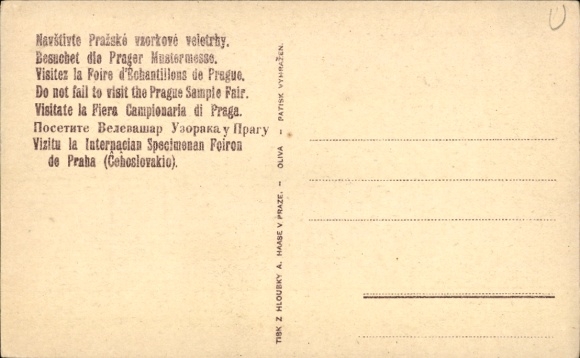 Navštivte Pražské vzorkové veletrhy.
Besuchet die Prager Mustermesse.
Visitez la Foire d'Echantillons de Prague.
Do not fail to visit the Prague Sample Fair.
Visitate la Fiera Campionaria di Praga.
Посетите Велевашар Узорака у Прагу
Vizitu la Internacian Specimenan Foiron
de Praha (Ĉeĥoslovakio).
TISK Z HLOUBKY A. HAASE V PRAZE. – OLIVA – PATISK VYHRAŽEN.
U